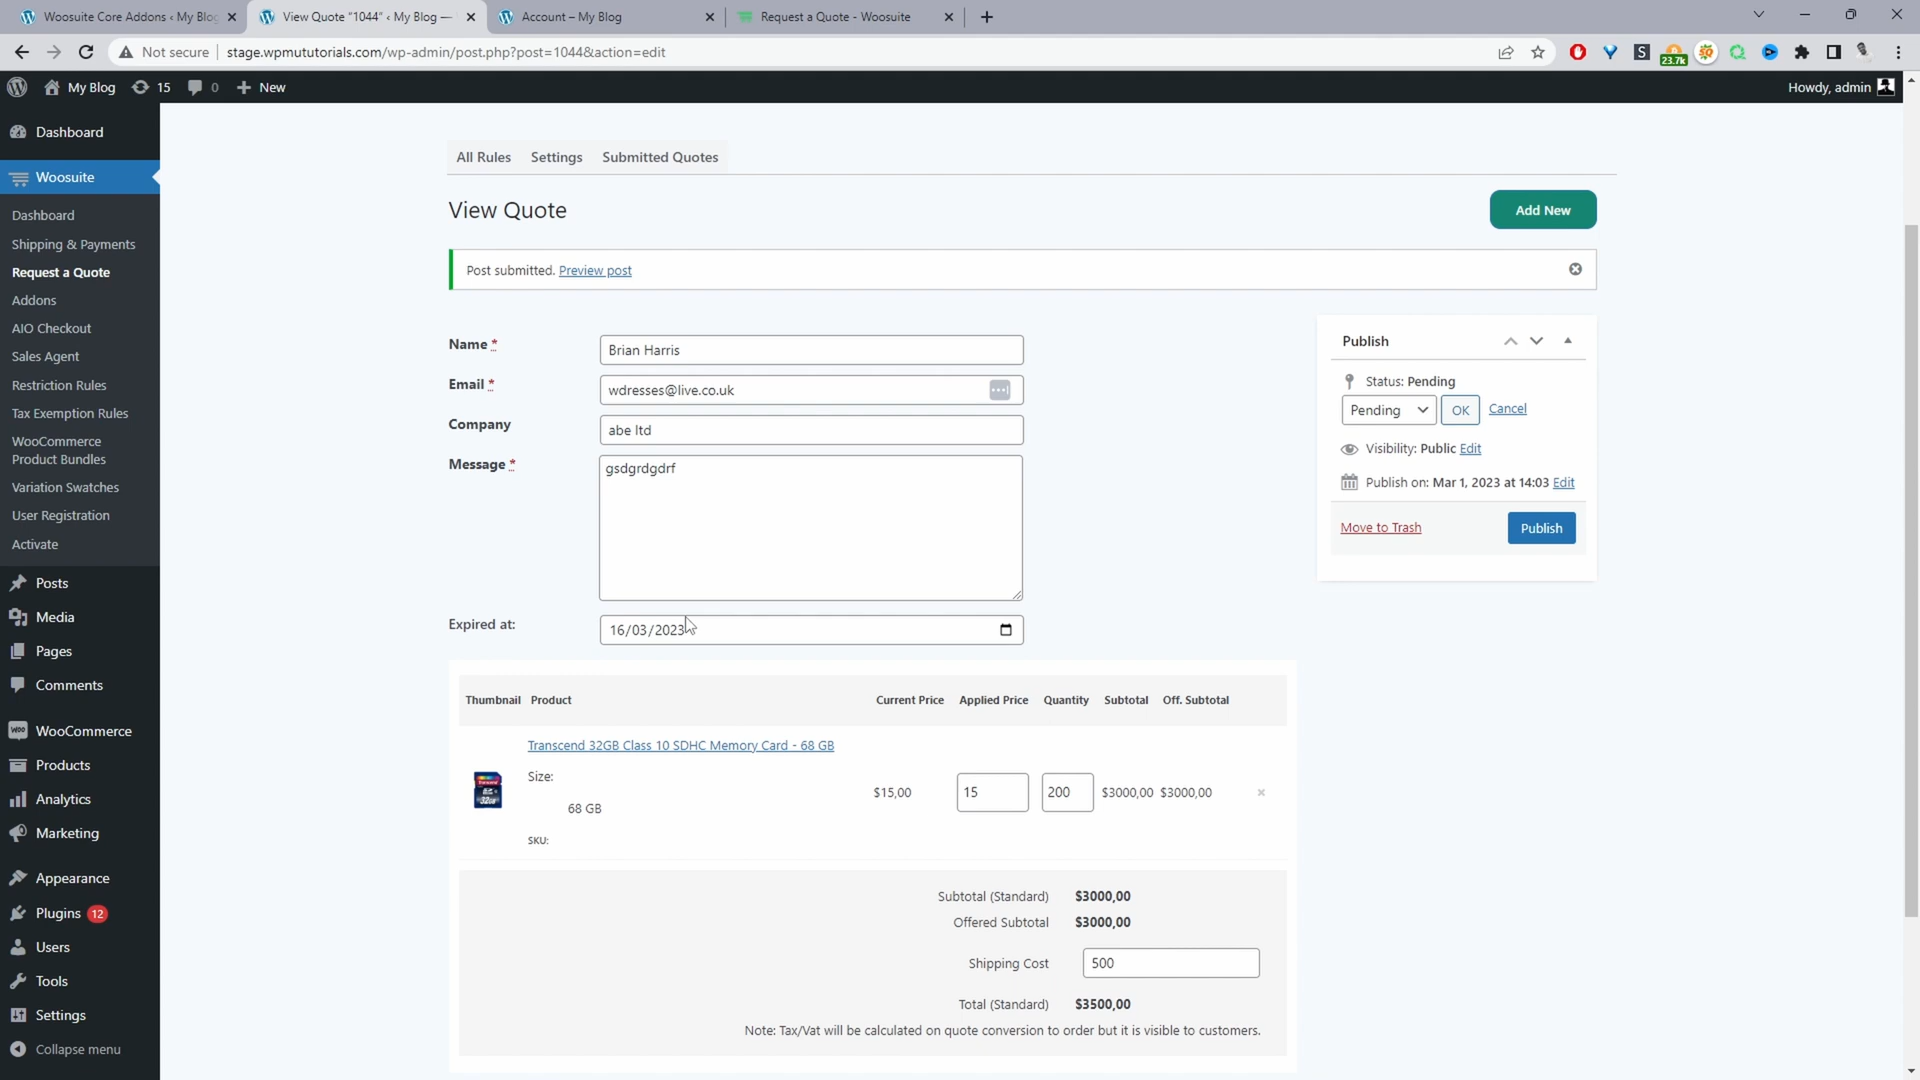 Woosuite Core Addons ‹ My Blog
View Quote "1044" ‹ My Blog —
Account – My Blog
Request a Quote - Woosuite
Not secure
stage.wpmututorials.com/wp-admin/post.php?post=1044&action=edit
23.7k
My Blog
15
0
New
Howdy, admin
Dashboard
Woosuite
Dashboard
Shipping & Payments
Request a Quote
Addons
AIO Checkout
Sales Agent
Restriction Rules
Tax Exemption Rules
WooCommerce
Product Bundles
Variation Swatches
User Registration
Activate
Posts
Media
Pages
Comments
WooCommerce
Products
Analytics
Marketing
Appearance
Plugins 12
Users
Tools
Settings
Collapse menu
All Rules Settings Submitted Quotes
View Quote
Add New
Post submitted. Preview post
Name *
Brian Harris
Email *
wdresses@live.co.uk
Company
abe ltd
Message *
gsdgrdgdrf
Expired at:
16/03/2023
Publish
Status: Pending
Pending OK Cancel
Visibility: Public Edit
Publish on: Mar 1, 2023 at 14:03 Edit
Move to Trash
Publish
Thumbnail Product Current Price Applied Price Quantity Subtotal Off. Subtotal
Transcend 32GB Class 10 SDHC Memory Card - 68 GB
Size:
68 GB
SKU:
$15,00 15 200 $3000,00 $3000,00
Subtotal (Standard) $3000,00
Offered Subtotal $3000,00
Shipping Cost 500
Total (Standard) $3500,00
Note: Tax/Vat will be calculated on quote conversion to order but it is visible to customers.